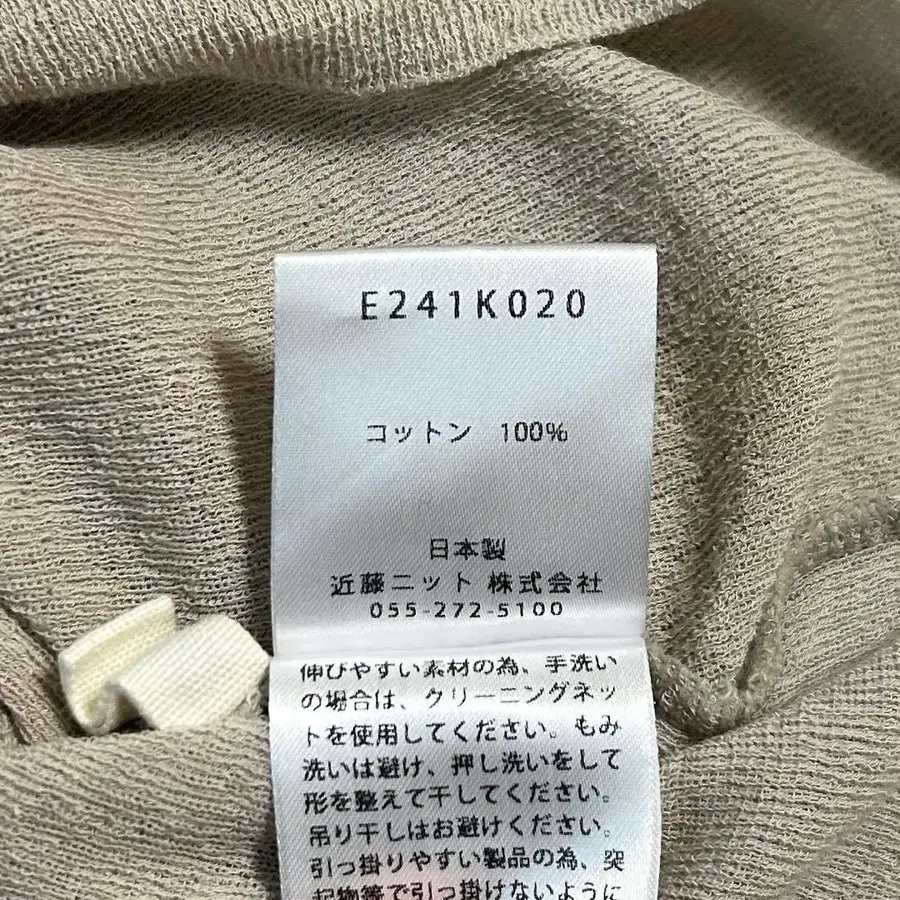 E241K020
コットン 100%
日本製
近藤ニット 株式会社
055-272-5100
伸びやすい素材の為、手洗い
の場合は、クリーニングネッ
トを使用してください。もみ
洗いは避け、押し洗いをして
形を整えて干してください。
吊り干しはお避けください。
引っ掛りやすい製品の為、突
起物等で引っ掛けないように